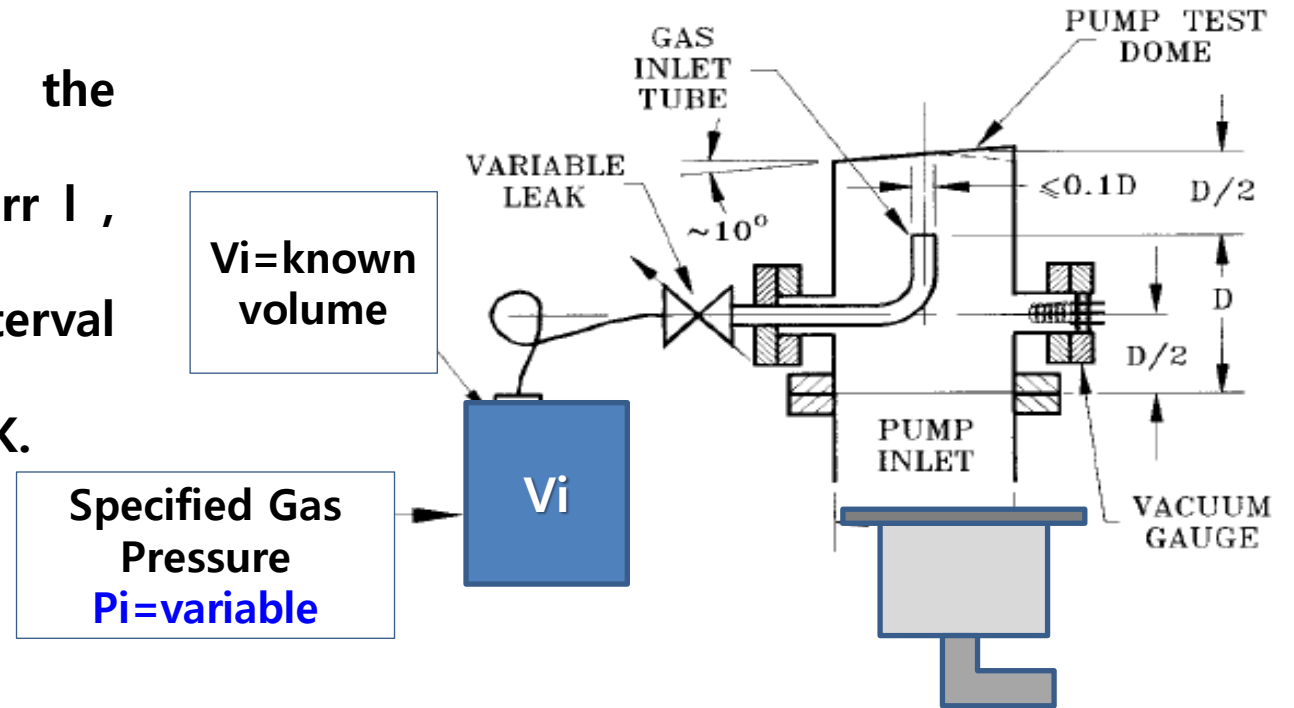 the
rr l ,
terval
K.
Vi=known
volume
Specified Gas
Pressure
Pi=variable
Vi
GAS
INLET
TUBE
VARIABLE
LEAK
~10°
PUMP TEST
DOME
≤0.1D
D/2
D
D/2
PUMP
INLET
VACUUM
GAUGE